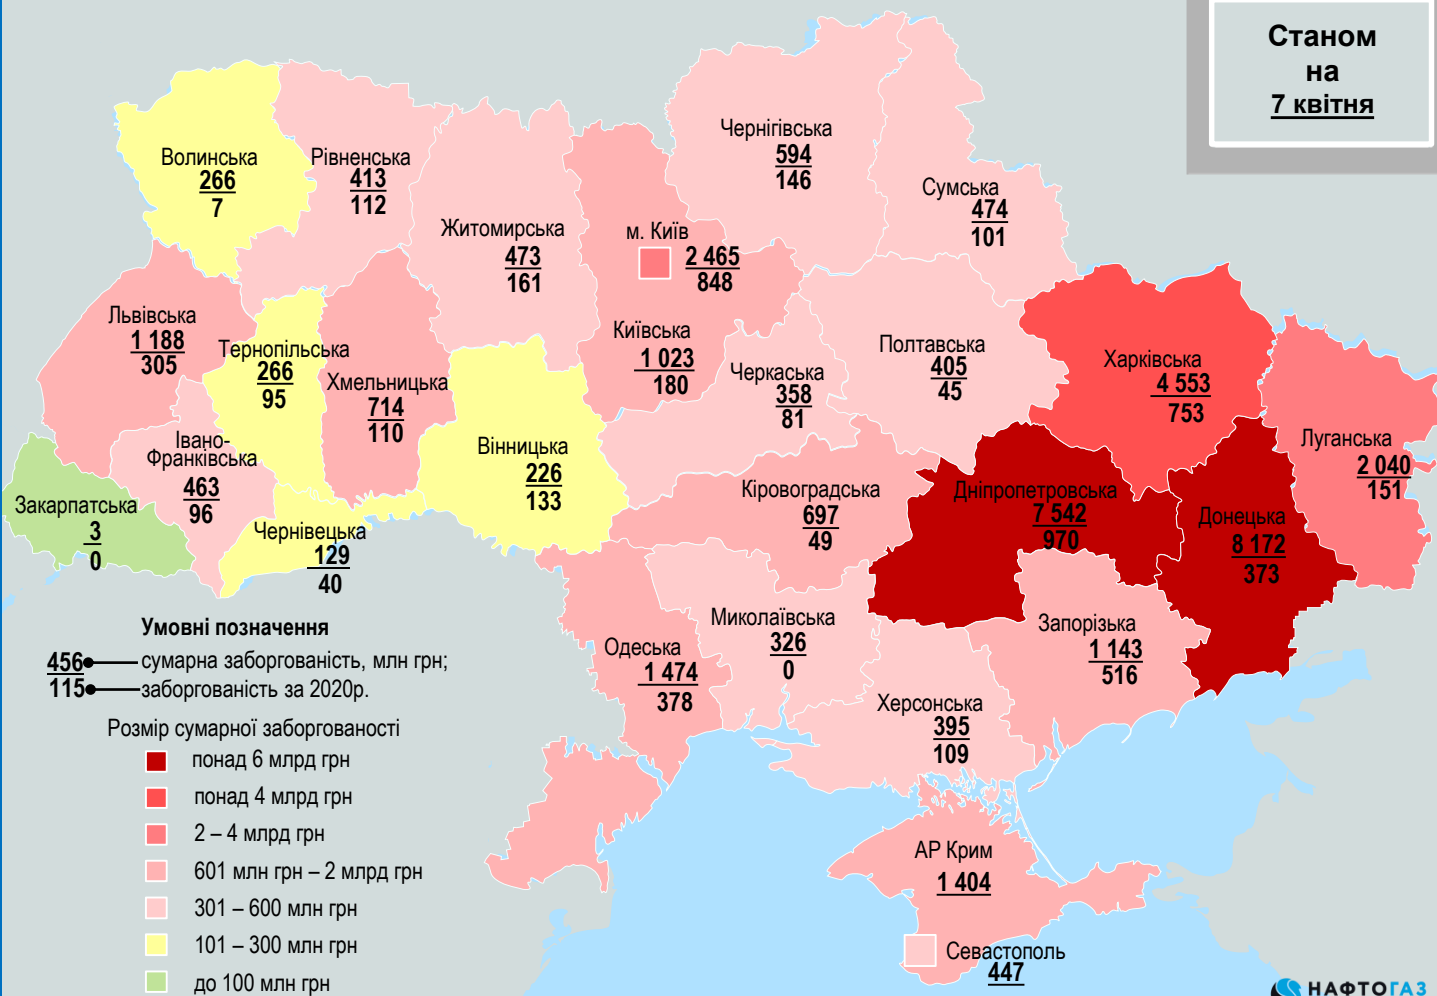 Станом
на
7 квітня
Волинська
266
7
Рівненська
413
112
Житомирська
473
161
м. Київ
2 465
848
Київська
1 023
180
Чернігівська
594
146
Сумська
474
101
Львівська
1 188
305
Тернопільська
266
95
Хмельницька
714
110
Вінницька
226
133
Черкаська
358
81
Полтавська
405
45
Харківська
4 553
753
Луганська
2 040
151
Івано-
Франківська
463
96
Закарпатська
3
0
Чернівецька
129
40
Кіровоградська
697
49
Дніпропетровська
7 542
970
Донецька
8 172
373
Одеська
1 474
378
Миколаївська
326
0
Запорізька
1 143
516
Херсонська
395
109
АР Крим
1 404
Севастополь
447
Умовні позначення
456 сумарна заборгованість, млн грн;
115 заборгованість за 2020р.
Розмір сумарної заборгованості
понад 6 млрд грн
понад 4 млрд грн
2 – 4 млрд грн
601 млн грн – 2 млрд грн
301 – 600 млн грн
101 – 300 млн грн
до 100 млн грн
НАФТОГАЗ